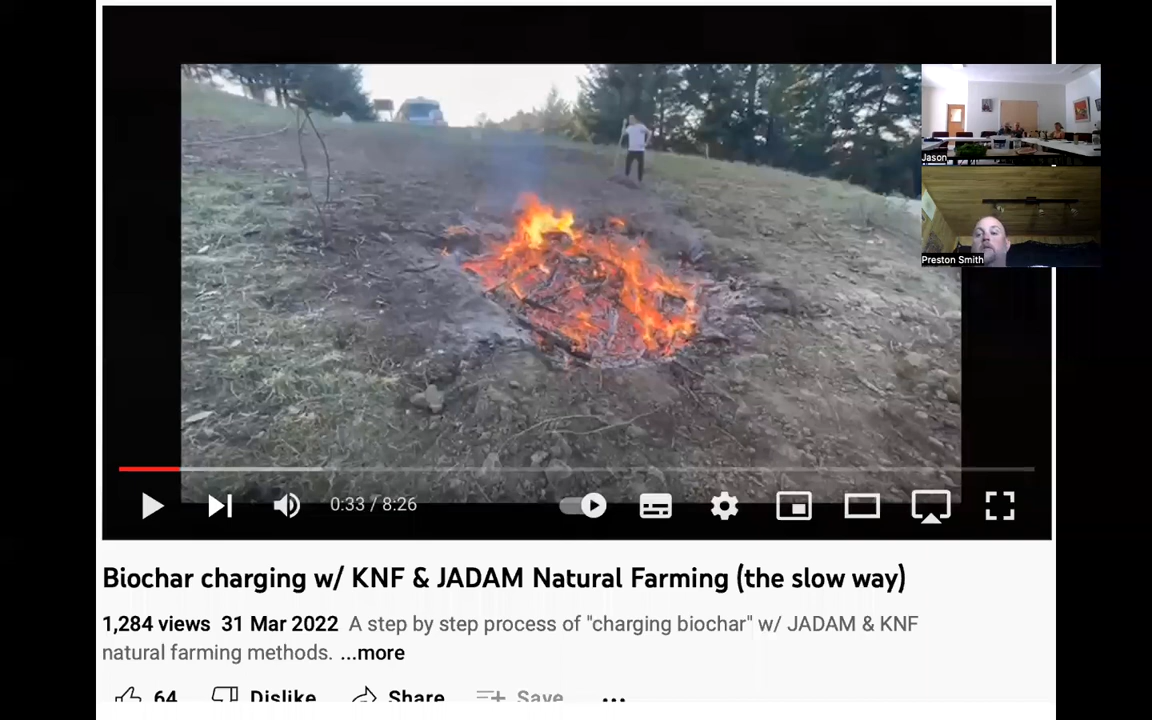 Jason
Preston Smith
0:33 / 8:26
Biochar charging w/ KNF & JADAM Natural Farming (the slow way)
1,284 views 31 Mar 2022 A step by step process of "charging biochar" w/ JADAM & KNF
natural farming methods. ...more
64 Dislike Share Save ...